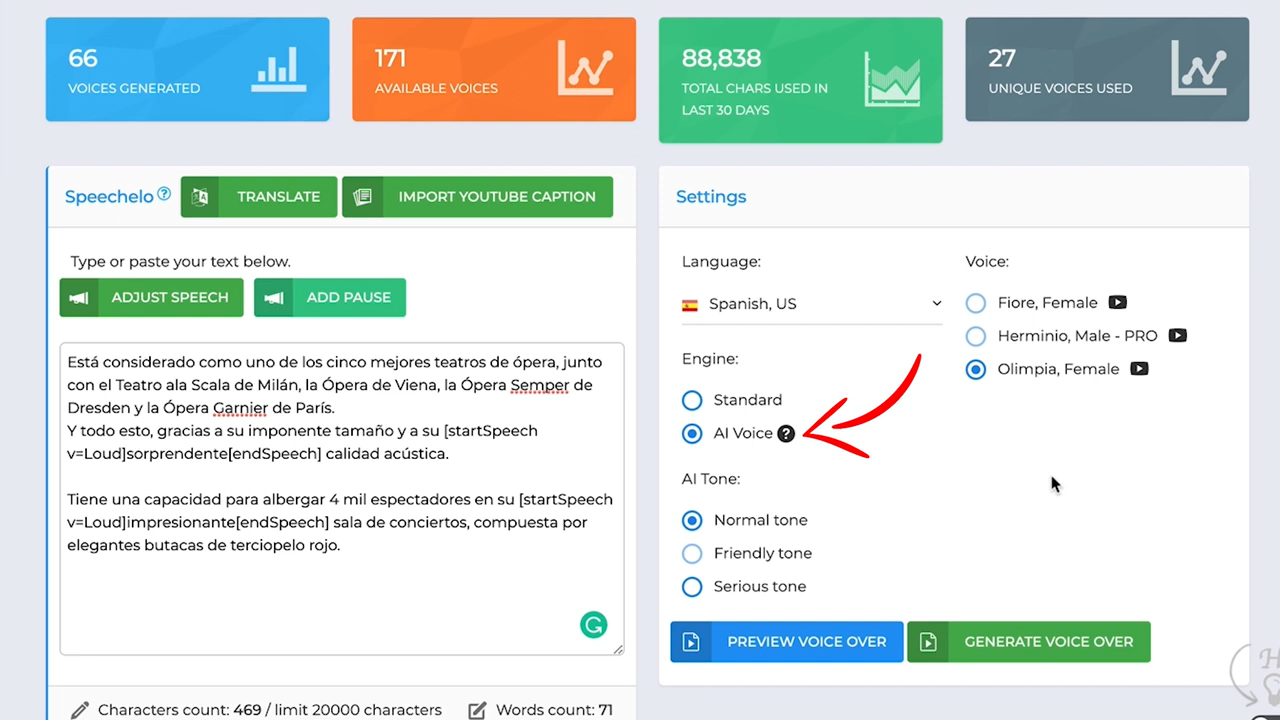 66
VOICES GENERATED
171
AVAILABLE VOICES
88,838
TOTAL CHARS USED IN
LAST 30 DAYS
27
UNIQUE VOICES USED
Speechelo ?
TRANSLATE
IMPORT YOUTUBE CAPTION
Type or paste your text below.
ADJUST SPEECH
ADD PAUSE
Está considerado como uno de los cinco mejores teatros de ópera, junto
con el Teatro ala Scala de Milán, la Ópera de Viena, la Ópera Semper de
Dresden y la Ópera Garnier de París.
Y todo esto, gracias a su imponente tamaño y a su [startSpeech
v=Loud]sorprendente[endSpeech] calidad acústica.
Tiene una capacidad para albergar 4 mil espectadores en su [startSpeech
v=Loud]impresionante[endSpeech] sala de conciertos, compuesta por
elegantes butacas de terciopelo rojo.
Characters count: 469 / limit 20000 characters
Words count: 71
Settings
Language:
Spanish, US
Engine:
Standard
AI Voice ?
AI Tone:
Normal tone
Friendly tone
Serious tone
Voice:
Fiore, Female
Herminio, Male - PRO
Olimpia, Female
PREVIEW VOICE OVER
GENERATE VOICE OVER